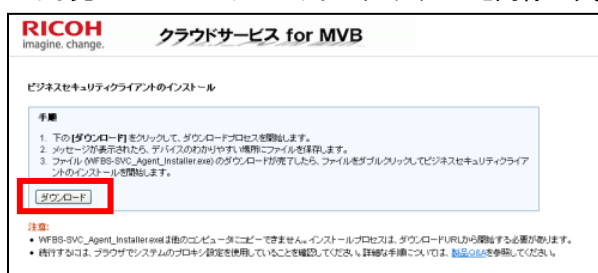 RICOH
imagine. change.
クラウドサービス for MVB
ビジネスセキュリティクライアントのインストール
手順
1. 下の[ダウンロード]をクリックして、ダウンロードプロセスを開始します。
2. メッセージが表示されたら、デバイスのわかりやすい場所にファイルを保存します。
3. ファイル (WFBS-SVC_Agent_Installer.exe) のダウンロードが完了したら、ファイルをダブルクリックしてビジネスセキュリティクライア
ントのインストールを開始します。
ダウンロード
注意:
• WFBS-SVC_Agent_Installer.exeは他のコンピュータにコピーできません。インストールプロセスは、ダウンロードURLから開始する必要があります。
• 続行するには、ブラウザでシステムのプロキシ設定を使用していることを確認してください。詳細な手順については、製品Q&Aを参照してください。